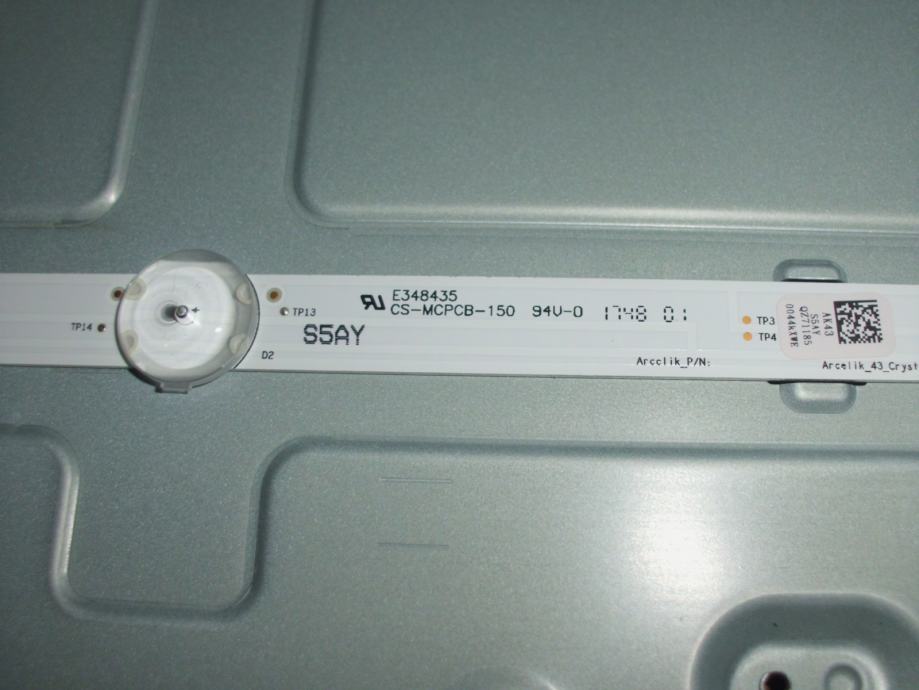 E348435
CS-MCPCB-150 94V-0 1748 01
TP14
TP13
S5AY
D2
TP3
TP4
Arcelik_P/N:
AK43
S5AY
QZ71185
0044kXWE
Arcelik_43_Cryst